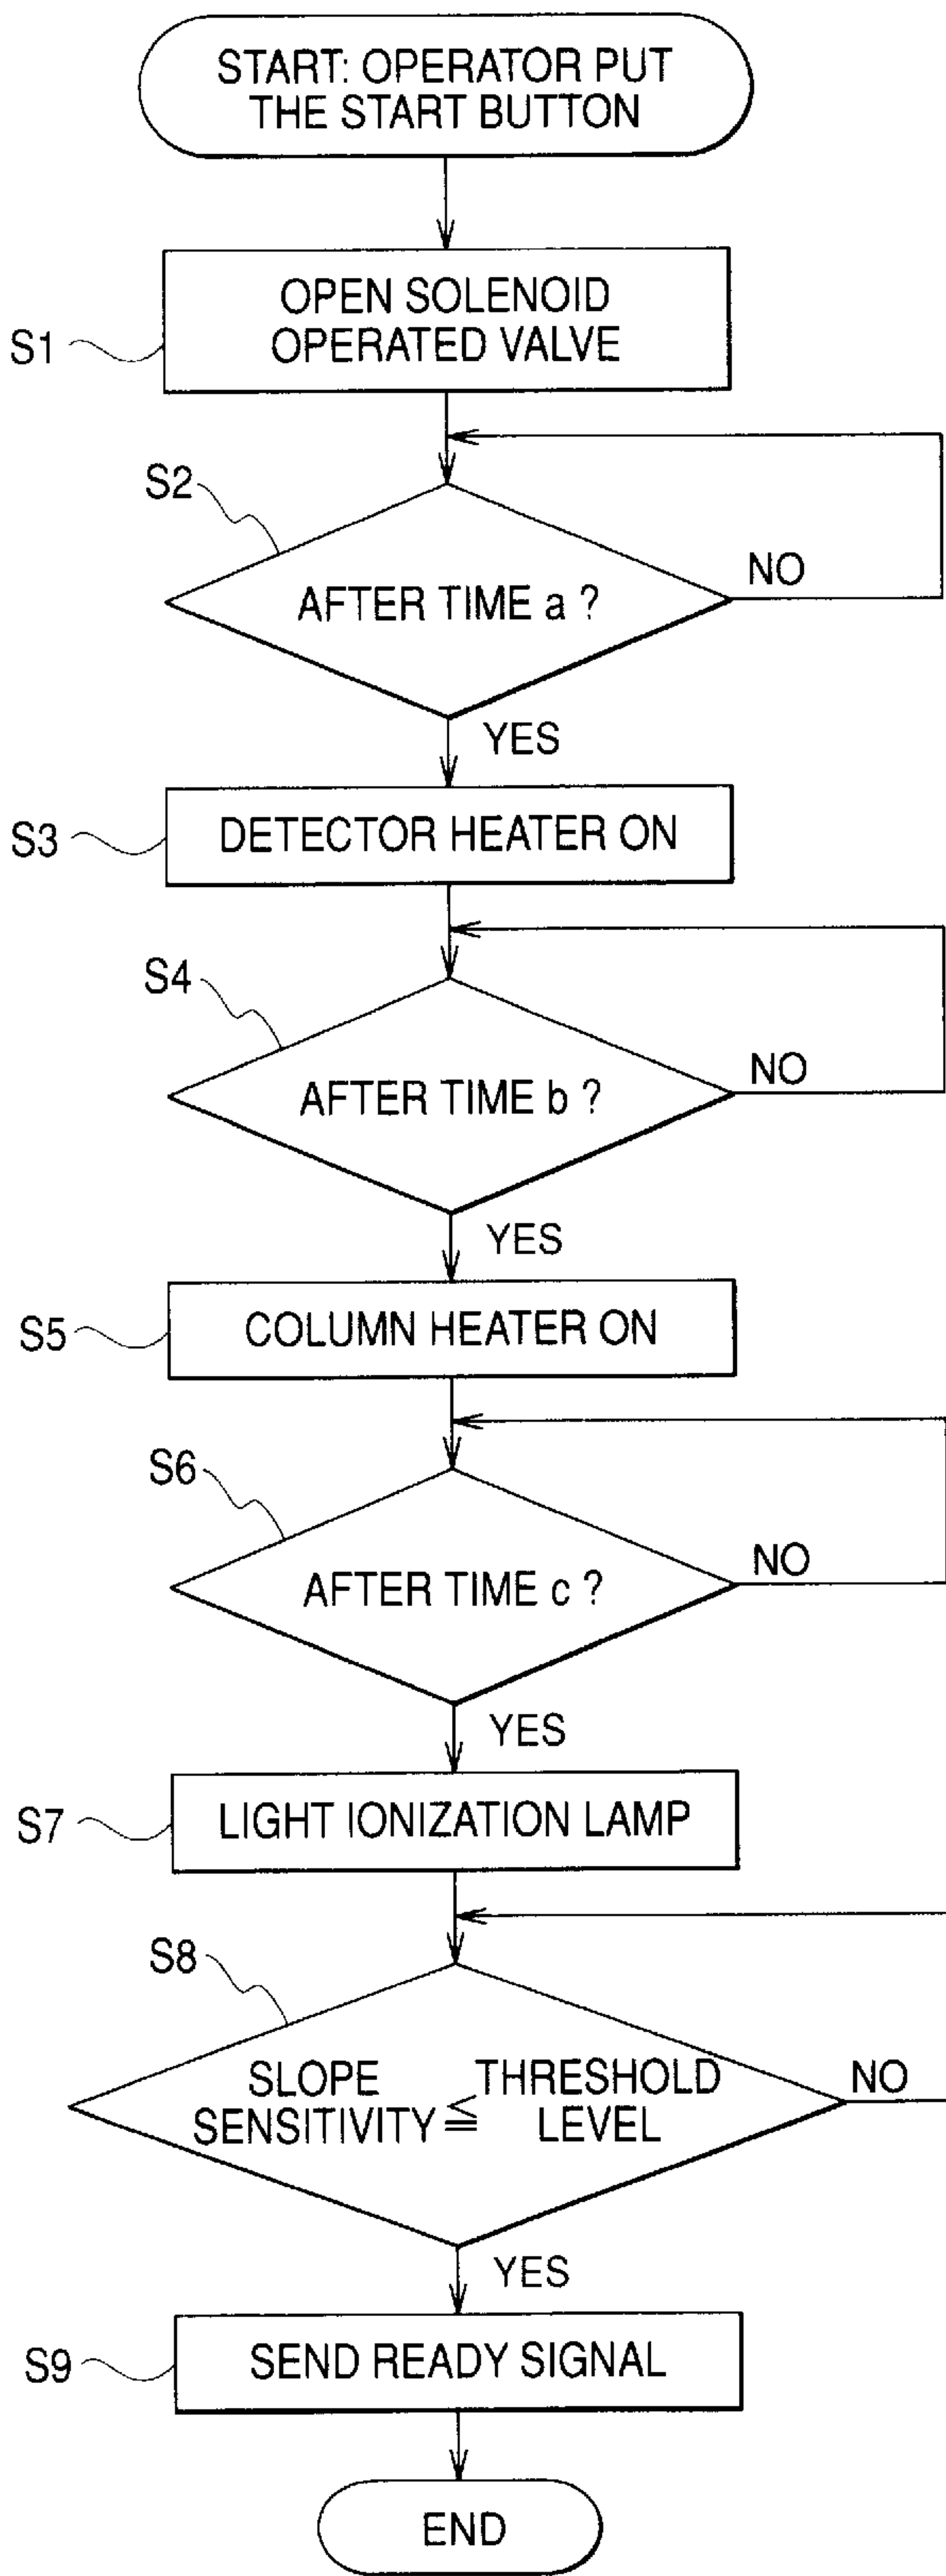 START: OPERATOR PUT
THE START BUTTON
S1
OPEN SOLENOID
OPERATED VALVE
S2
AFTER TIME a ?
NO
YES
S3
DETECTOR HEATER ON
S4
AFTER TIME b ?
NO
YES
S5
COLUMN HEATER ON
S6
AFTER TIME c ?
NO
YES
S7
LIGHT IONIZATION LAMP
S8
SLOPE THRESHOLD
SENSITIVITY ≦ LEVEL
NO
YES
S9
SEND READY SIGNAL
END